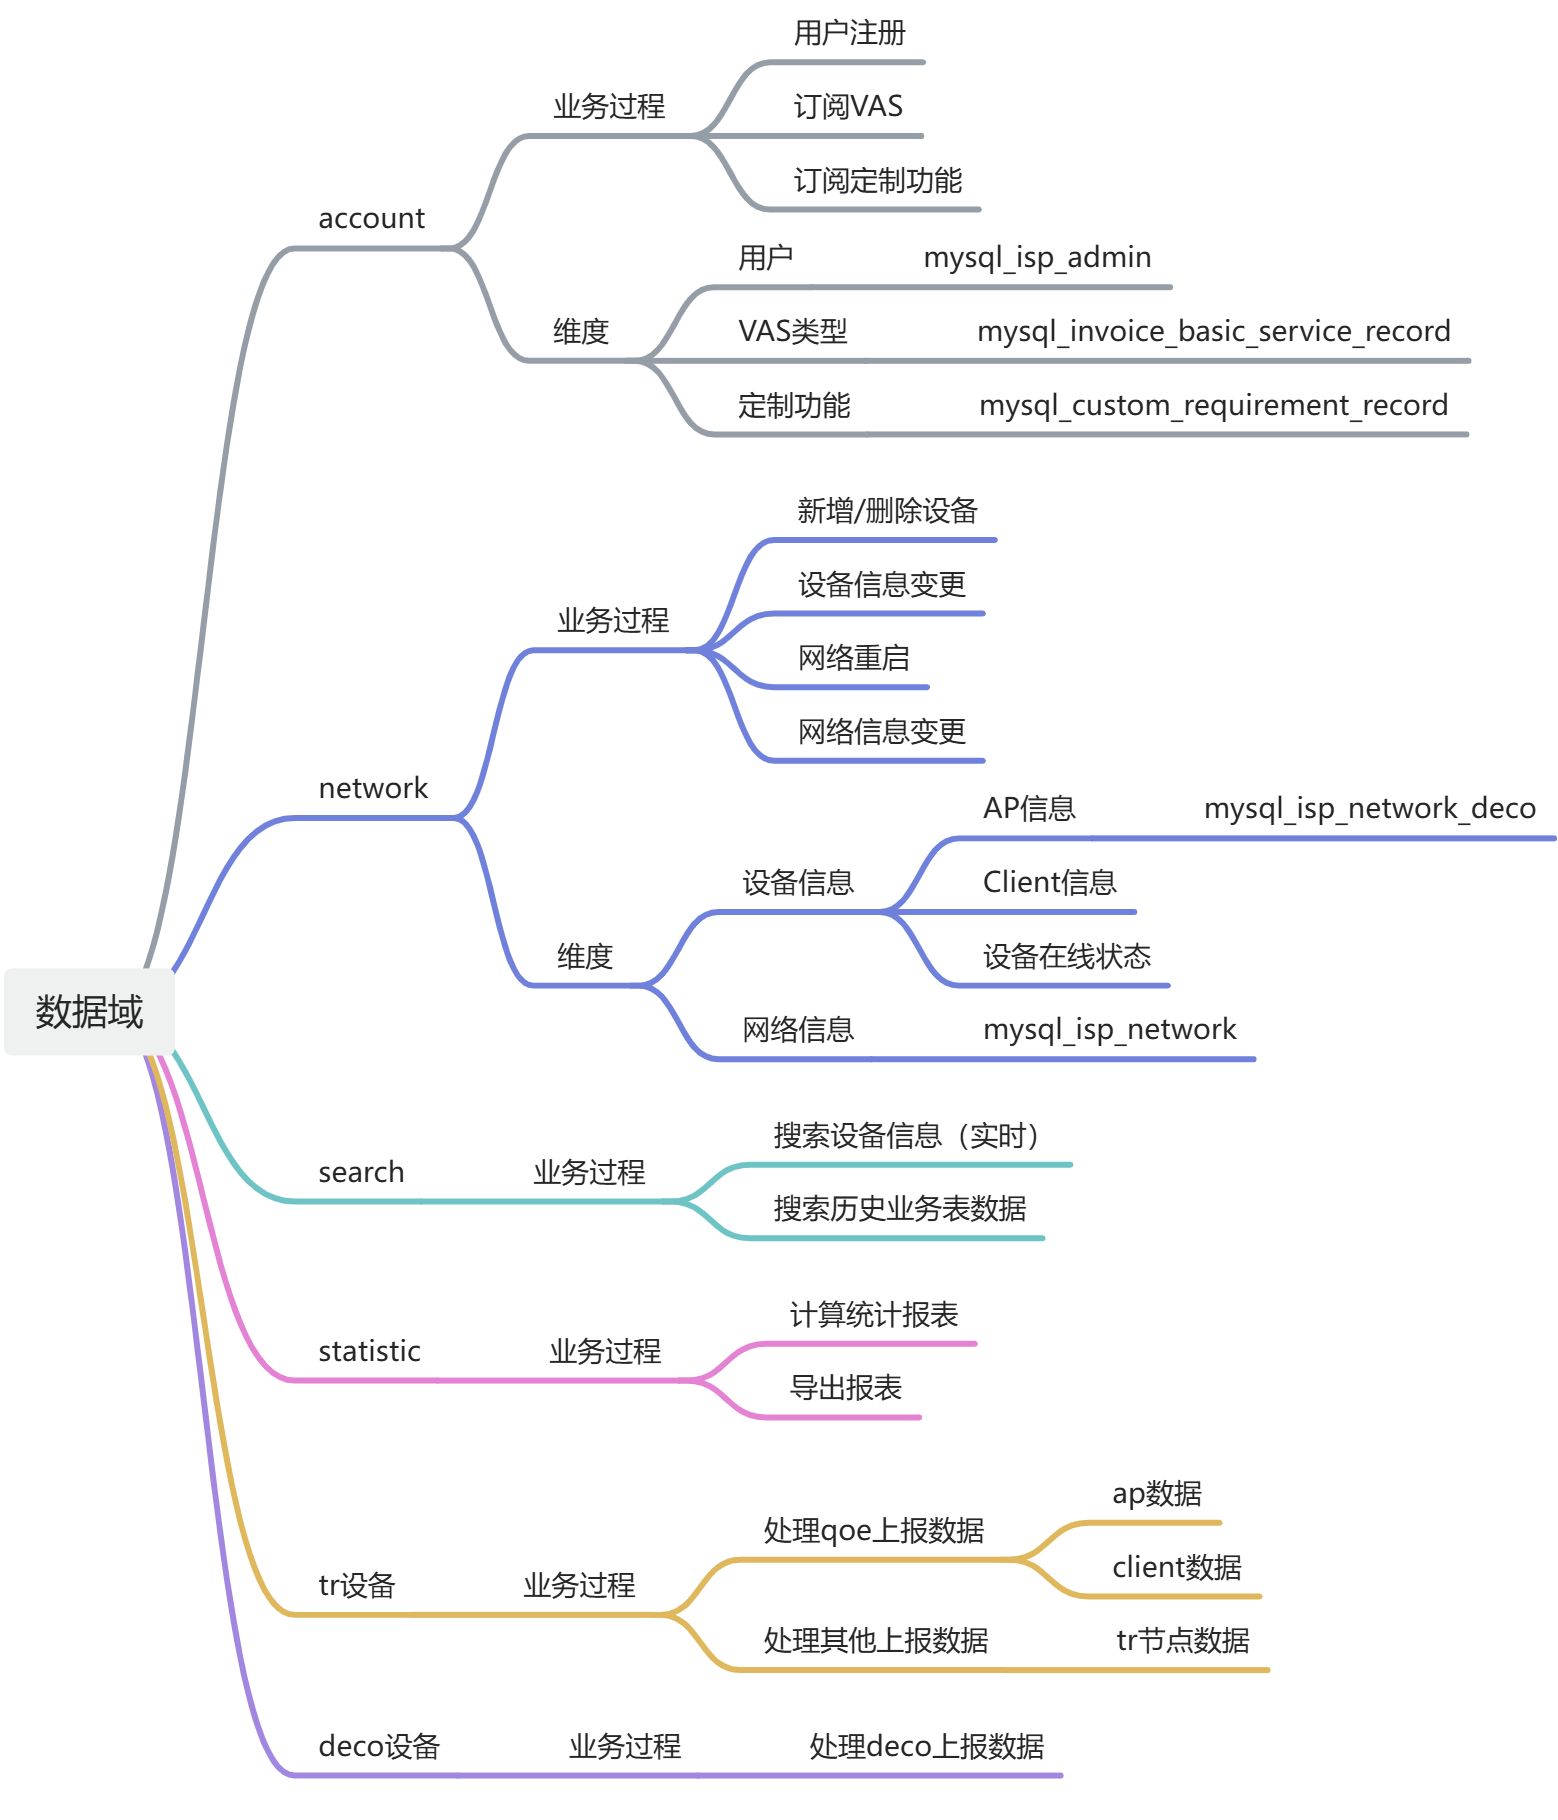 数据域
account
业务过程
用户注册
订阅VAS
订阅定制功能
维度
用户
mysql_isp_admin
VAS类型
mysql_invoice_basic_service_record
定制功能
mysql_custom_requirement_record
network
业务过程
新增/删除设备
设备信息变更
网络重启
网络信息变更
维度
设备信息
AP信息
mysql_isp_network_deco
Client信息
设备在线状态
网络信息
mysql_isp_network
search
业务过程
搜索设备信息（实时）
搜索历史业务表数据
statistic
业务过程
计算统计报表
导出报表
tr设备
业务过程
处理qoe上报数据
ap数据
client数据
处理其他上报数据
tr节点数据
deco设备
业务过程
处理deco上报数据